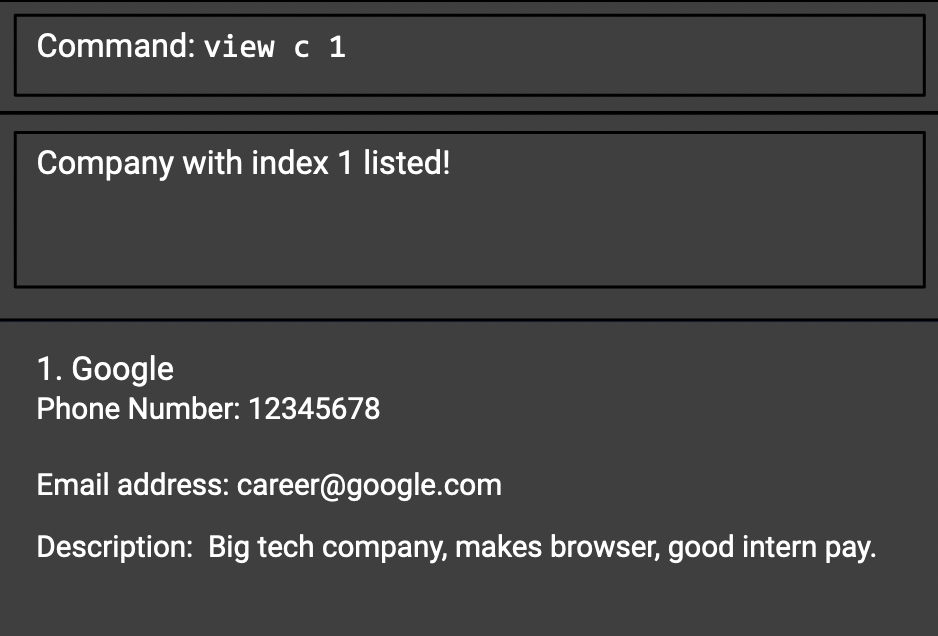 Command: view c 1
Company with index 1 listed!
1. Google
Phone Number: 12345678
Email address: career@google.com
Description:  Big tech company, makes browser, good intern pay.